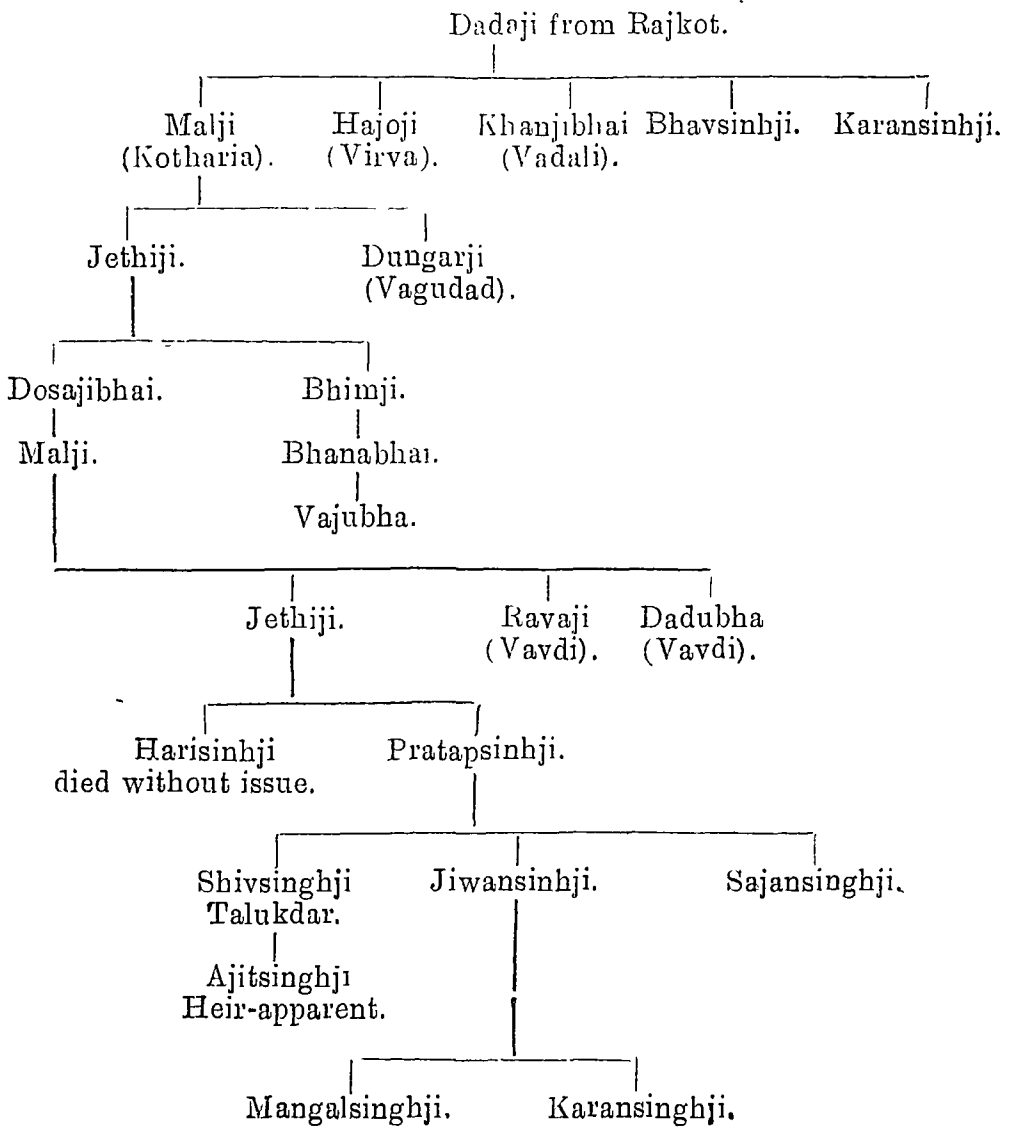 Dadaji from Rajkot.
Malji Hajoji Khanjibhai Bhavsinhji. Karansinhji.
(Kotharia). (Virva). (Vadali).
Jethiji. Dungarji
(Vagudad).
Dosajibhai. Bhimji.
Malji. Bhanabhai.
Vajubha.
Jethiji. Ravaji Dadubha
(Vavdi). (Vavdi).
Harisinhji Pratapsinhji.
died without issue.
Shivsinghji Jiwansinhji. Sajansinghji.
Talukdar.
Ajitsinghji
Heir-apparent.
Mangalsinghji. Karansinghji.